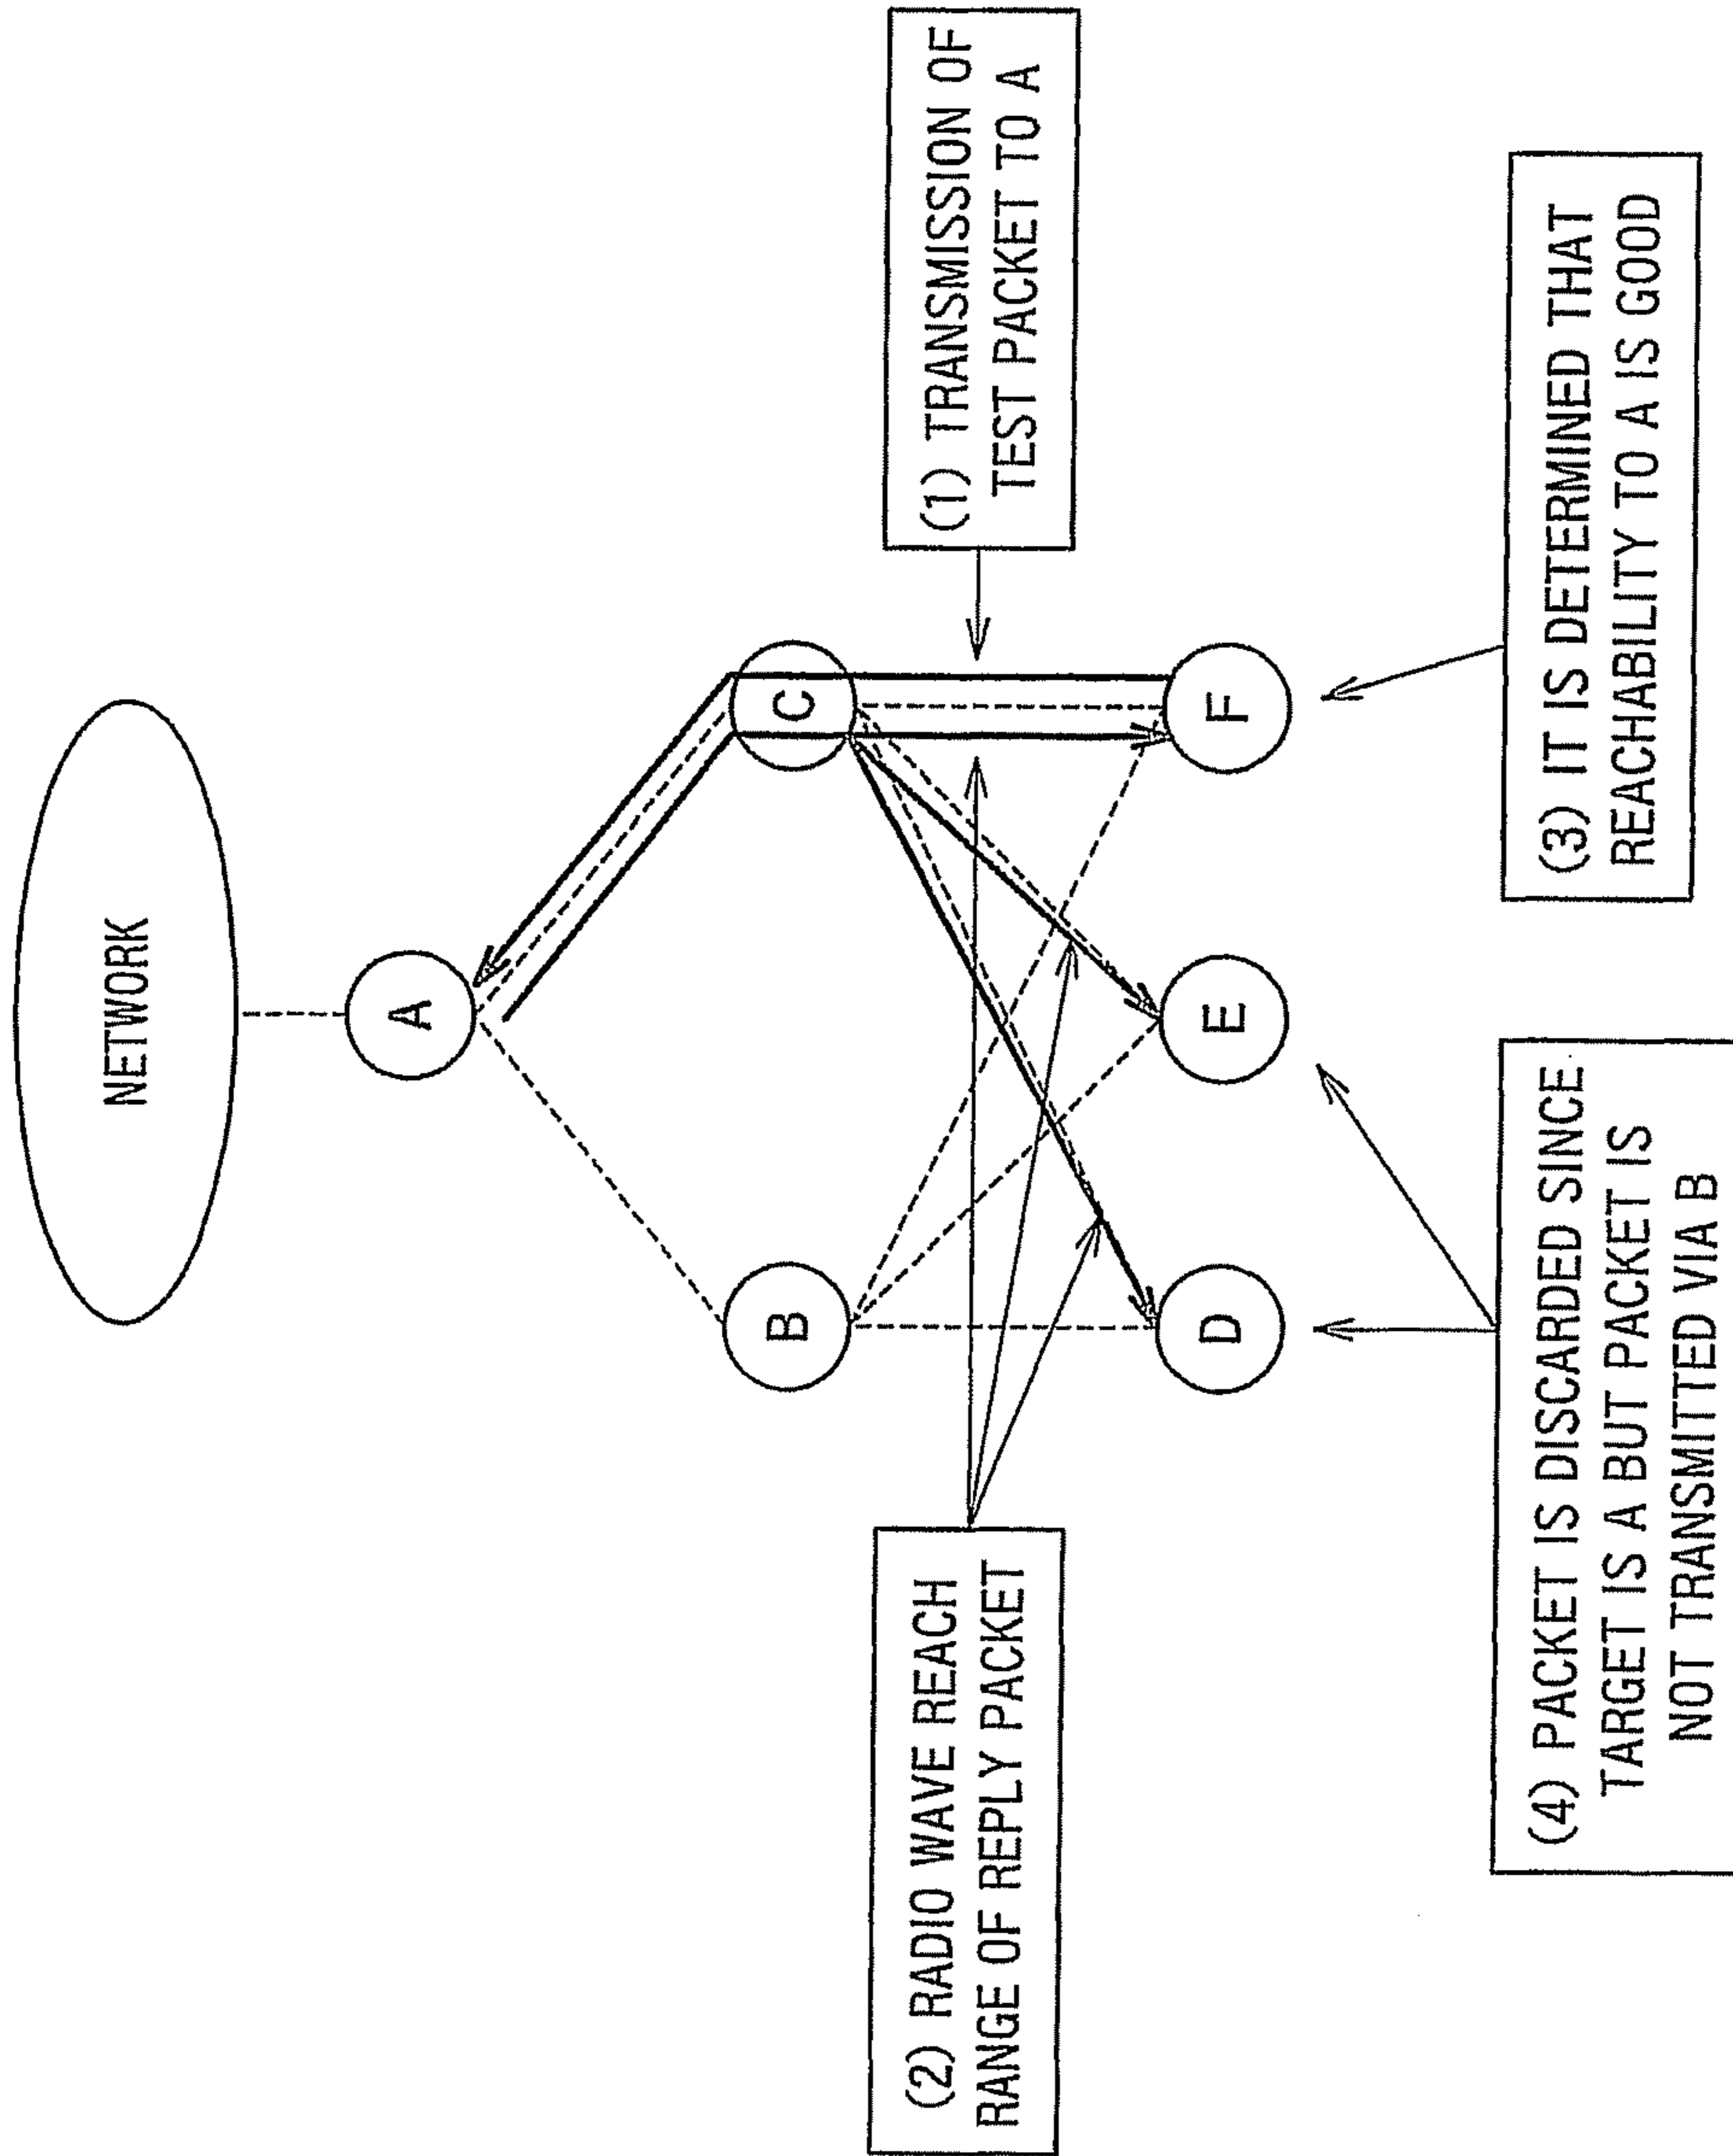 NETWORK
A
B
C
D
E
F
(1) TRANSMISSION OF
TEST PACKET TO A
(2) RADIO WAVE REACH
RANGE OF REPLY PACKET
(3) IT IS DETERMINED THAT
REACHABILITY TO A IS GOOD
(4) PACKET IS DISCARDED SINCE
TARGET IS A BUT PACKET IS
NOT TRANSMITTED VIA B